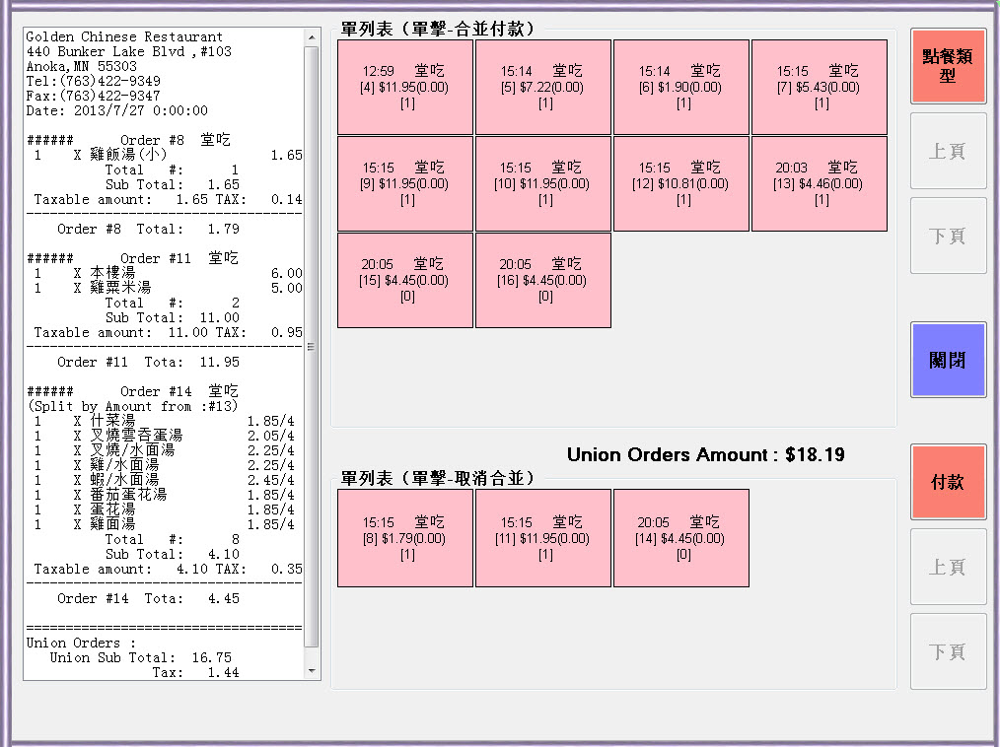 Golden Chinese Restaurant
440 Bunker Lake Blvd ,#103
Anoka,MN 55303
Tel:(763)422-9349
Fax:(763)422-9347
Date: 2013/7/27 0:00:00
###### Order #8 堂吃
1 X 雞飯湯(小) 1.65
Total #: 1
Sub Total: 1.65
Taxable amount: 1.65 TAX: 0.14
-----------------------------------
Order #8 Total: 1.79
###### Order #11 堂吃
1 X 本樓湯 6.00
1 X 雞粟米湯 5.00
Total #: 2
Sub Total: 11.00
Taxable amount: 11.00 TAX: 0.95
-----------------------------------
Order #11 Tota: 11.95
###### Order #14 堂吃
(Split by Amount from :#13)
1 X 什菜湯 1.85/4
1 X 叉燒雲吞蛋湯 2.05/4
1 X 叉燒/水面湯 2.25/4
1 X 雞/水面湯 2.25/4
1 X 蝦/水面湯 2.45/4
1 X 番茄蛋花湯 1.85/4
1 X 蛋花湯 1.85/4
1 X 雞面湯 1.85/4
Total #: 8
Sub Total: 4.10
Taxable amount: 4.10 TAX: 0.35
-----------------------------------
Order #14 Tota: 4.45
===================================
Union Orders :
Union Sub Total: 16.75
Tax: 1.44
單列表（單擊-合並付款）
12:59 堂吃
[4] $11.95(0.00)
[1]
15:14 堂吃
[5] $7.22(0.00)
[1]
15:14 堂吃
[6] $1.90(0.00)
[1]
15:15 堂吃
[7] $5.43(0.00)
[1]
15:15 堂吃
[9] $11.95(0.00)
[1]
15:15 堂吃
[10] $11.95(0.00)
[1]
15:15 堂吃
[12] $10.81(0.00)
[1]
20:03 堂吃
[13] $4.46(0.00)
[1]
20:05 堂吃
[15] $4.45(0.00)
[0]
20:05 堂吃
[16] $4.45(0.00)
[0]
Union Orders Amount : $18.19
單列表（單擊-取消合並）
15:15 堂吃
[8] $1.79(0.00)
[1]
15:15 堂吃
[11] $11.95(0.00)
[1]
20:05 堂吃
[14] $4.45(0.00)
[0]
點餐類
型
上頁
下頁
關閉
付款
上頁
下頁